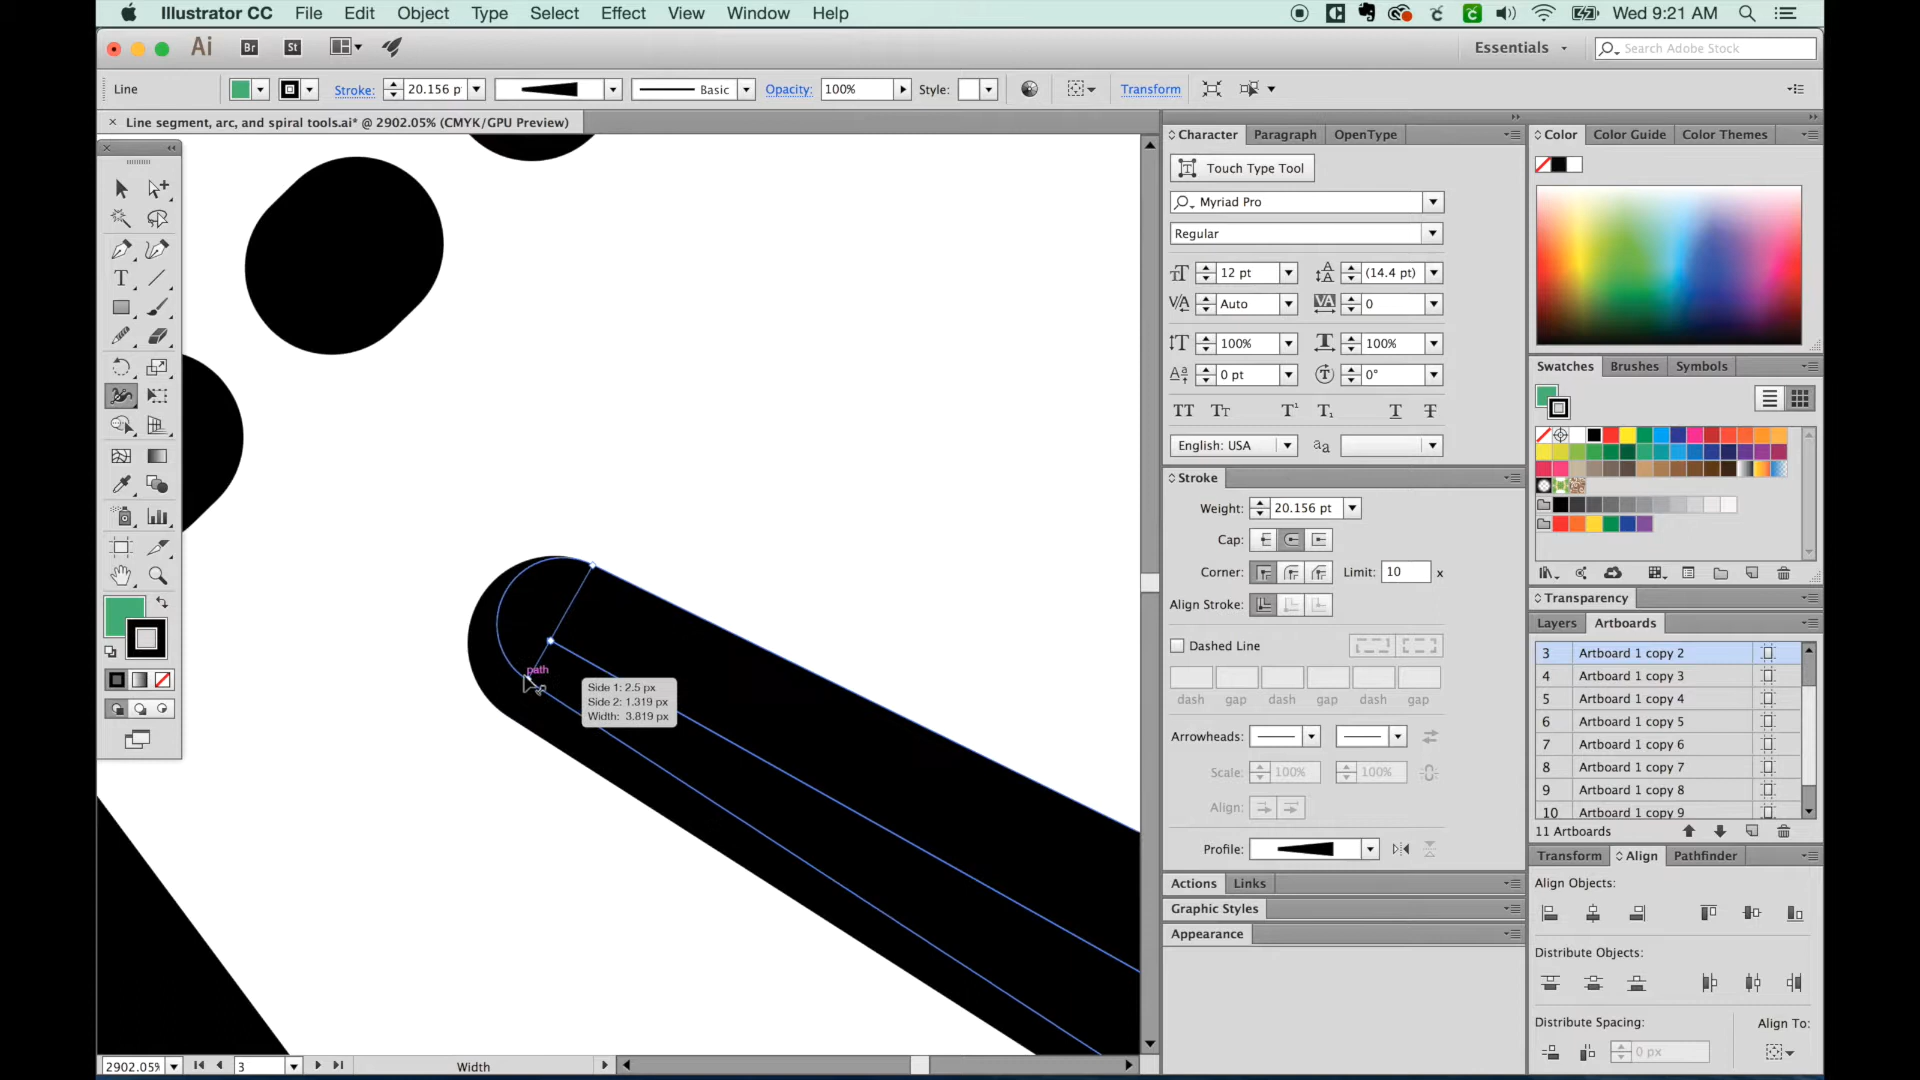 Illustrator CC File Edit Object Type Select Effect View Window Help
Wed 9:21 AM
Ai Br St
Essentials
Search Adobe Stock
Line
Stroke: 20.156 p
Basic
Opacity: 100%
Style:
Transform
× Line segment, arc, and spiral tools.ai* @ 2902.05% (CMYK/GPU Preview)
path
Side 1: 2.5 px
Side 2: 1.319 px
Width: 3.819 px
2902.05%
3
Width
Character Paragraph OpenType
Touch Type Tool
Myriad Pro
Regular
12 pt (14.4 pt)
Auto 0
100% 100%
0 pt 0°
English: USA
Stroke
Weight: 20.156 pt
Cap:
Corner: Limit: 10 x
Align Stroke:
Dashed Line
dash gap dash gap dash gap
Arrowheads:
Scale: 100% 100%
Align:
Profile:
Actions Links
Graphic Styles
Appearance
Color Color Guide Color Themes
Swatches Brushes Symbols
Transparency
Layers Artboards
3 Artboard 1 copy 2
4 Artboard 1 copy 3
5 Artboard 1 copy 4
6 Artboard 1 copy 5
7 Artboard 1 copy 6
8 Artboard 1 copy 7
9 Artboard 1 copy 8
10 Artboard 1 copy 9
11 Artboards
Transform Align Pathfinder
Align Objects:
Distribute Objects:
Distribute Spacing: Align To:
0 px